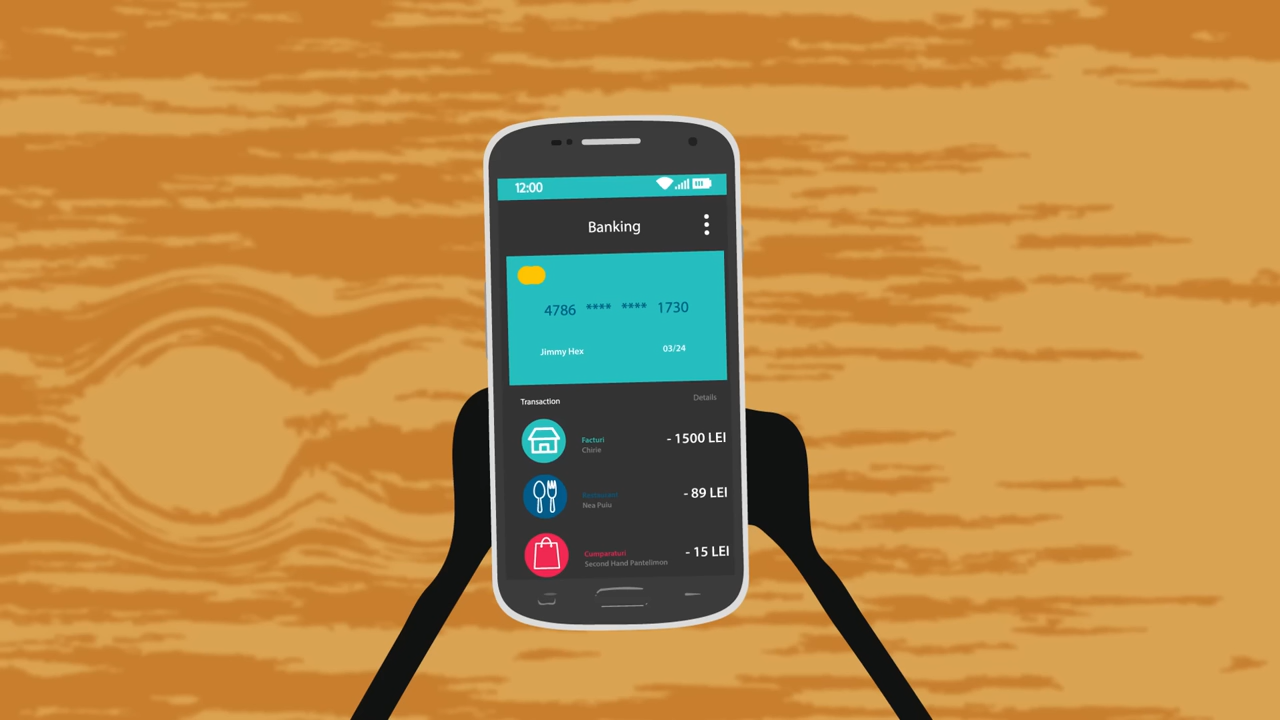 12:00
Banking
4786 **** **** 1730
Jimmy Hex 03/24
Transaction Details
Facturi
Chirie
- 1500 LEI
Restaurant
Nea Puiu
- 89 LEI
Cumparaturi
Second Hand Pantelimon
- 15 LEI